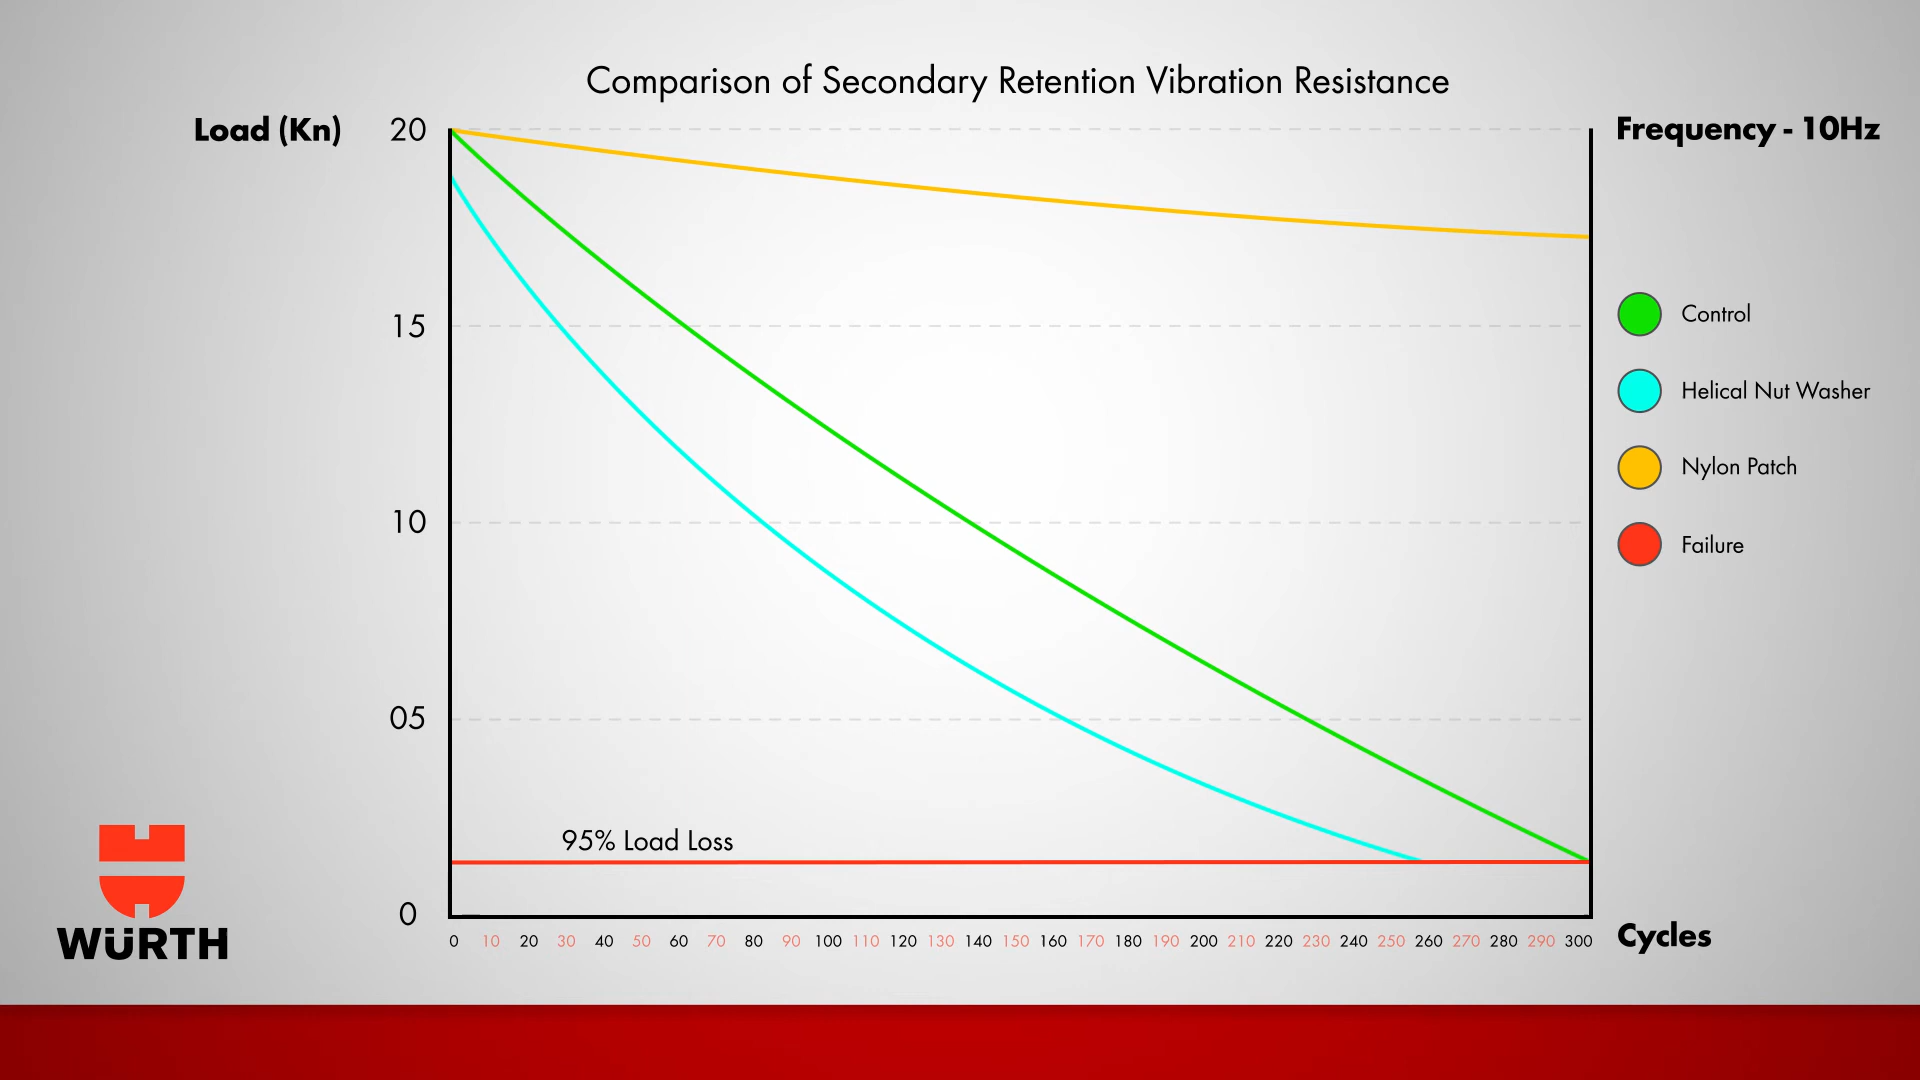 Comparison of Secondary Retention Vibration Resistance
Load (Kn)
Frequency - 10Hz
20
15
10
05
0
Control
Helical Nut Washer
Nylon Patch
Failure
95% Load Loss
0 10 20 30 40 50 60 70 80 90 100 110 120 130 140 150 160 170 180 190 200 210 220 230 240 250 260 270 280 290 300
Cycles
WÜRTH